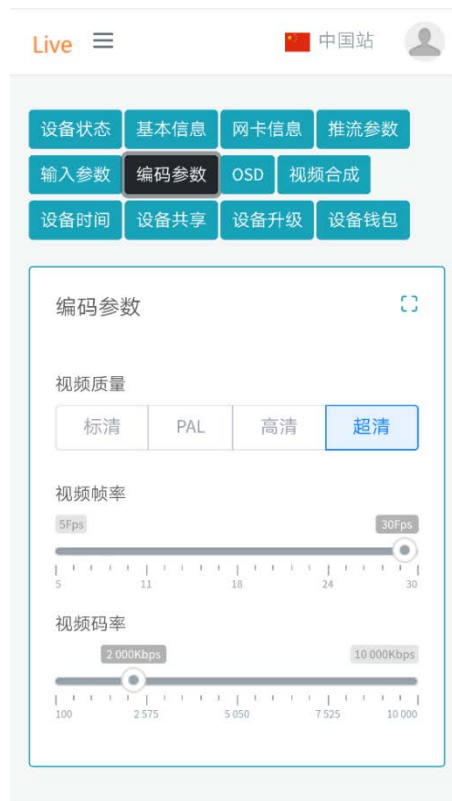 Live 中国站
设备状态 基本信息 网卡信息 推流参数
输入参数 编码参数 OSD 视频合成
设备时间 设备共享 设备升级 设备钱包
编码参数
视频质量
标清 PAL 高清 超清
视频帧率
5Fps 30Fps
5 11 18 24 30
视频码率
2 000Kbps 10 000Kbps
100 2 575 5 050 7 525 10 000